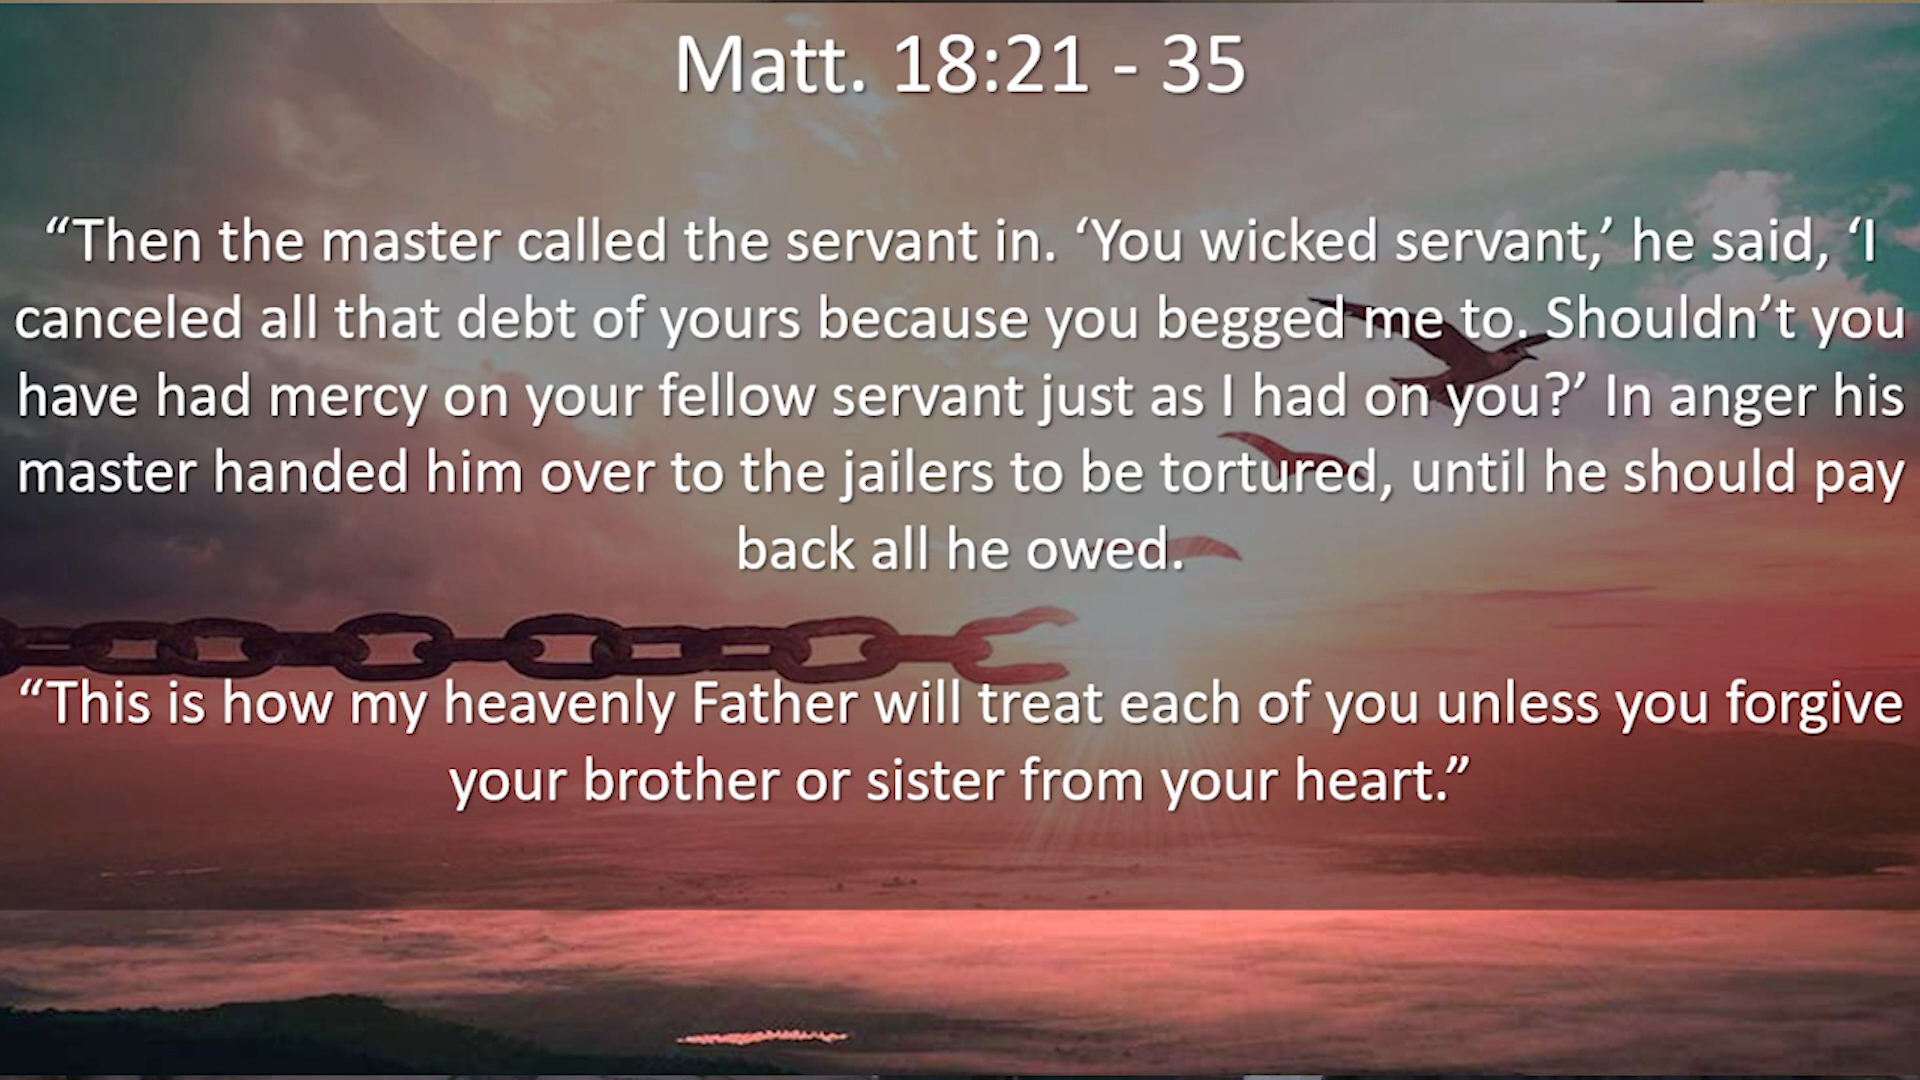 Matt. 18:21 - 35
“Then the master called the servant in. ‘You wicked servant,’ he said, ‘I
canceled all that debt of yours because you begged me to. Shouldn’t you
have had mercy on your fellow servant just as I had on you?’ In anger his
master handed him over to the jailers to be tortured, until he should pay
back all he owed.
“This is how my heavenly Father will treat each of you unless you forgive
your brother or sister from your heart.”